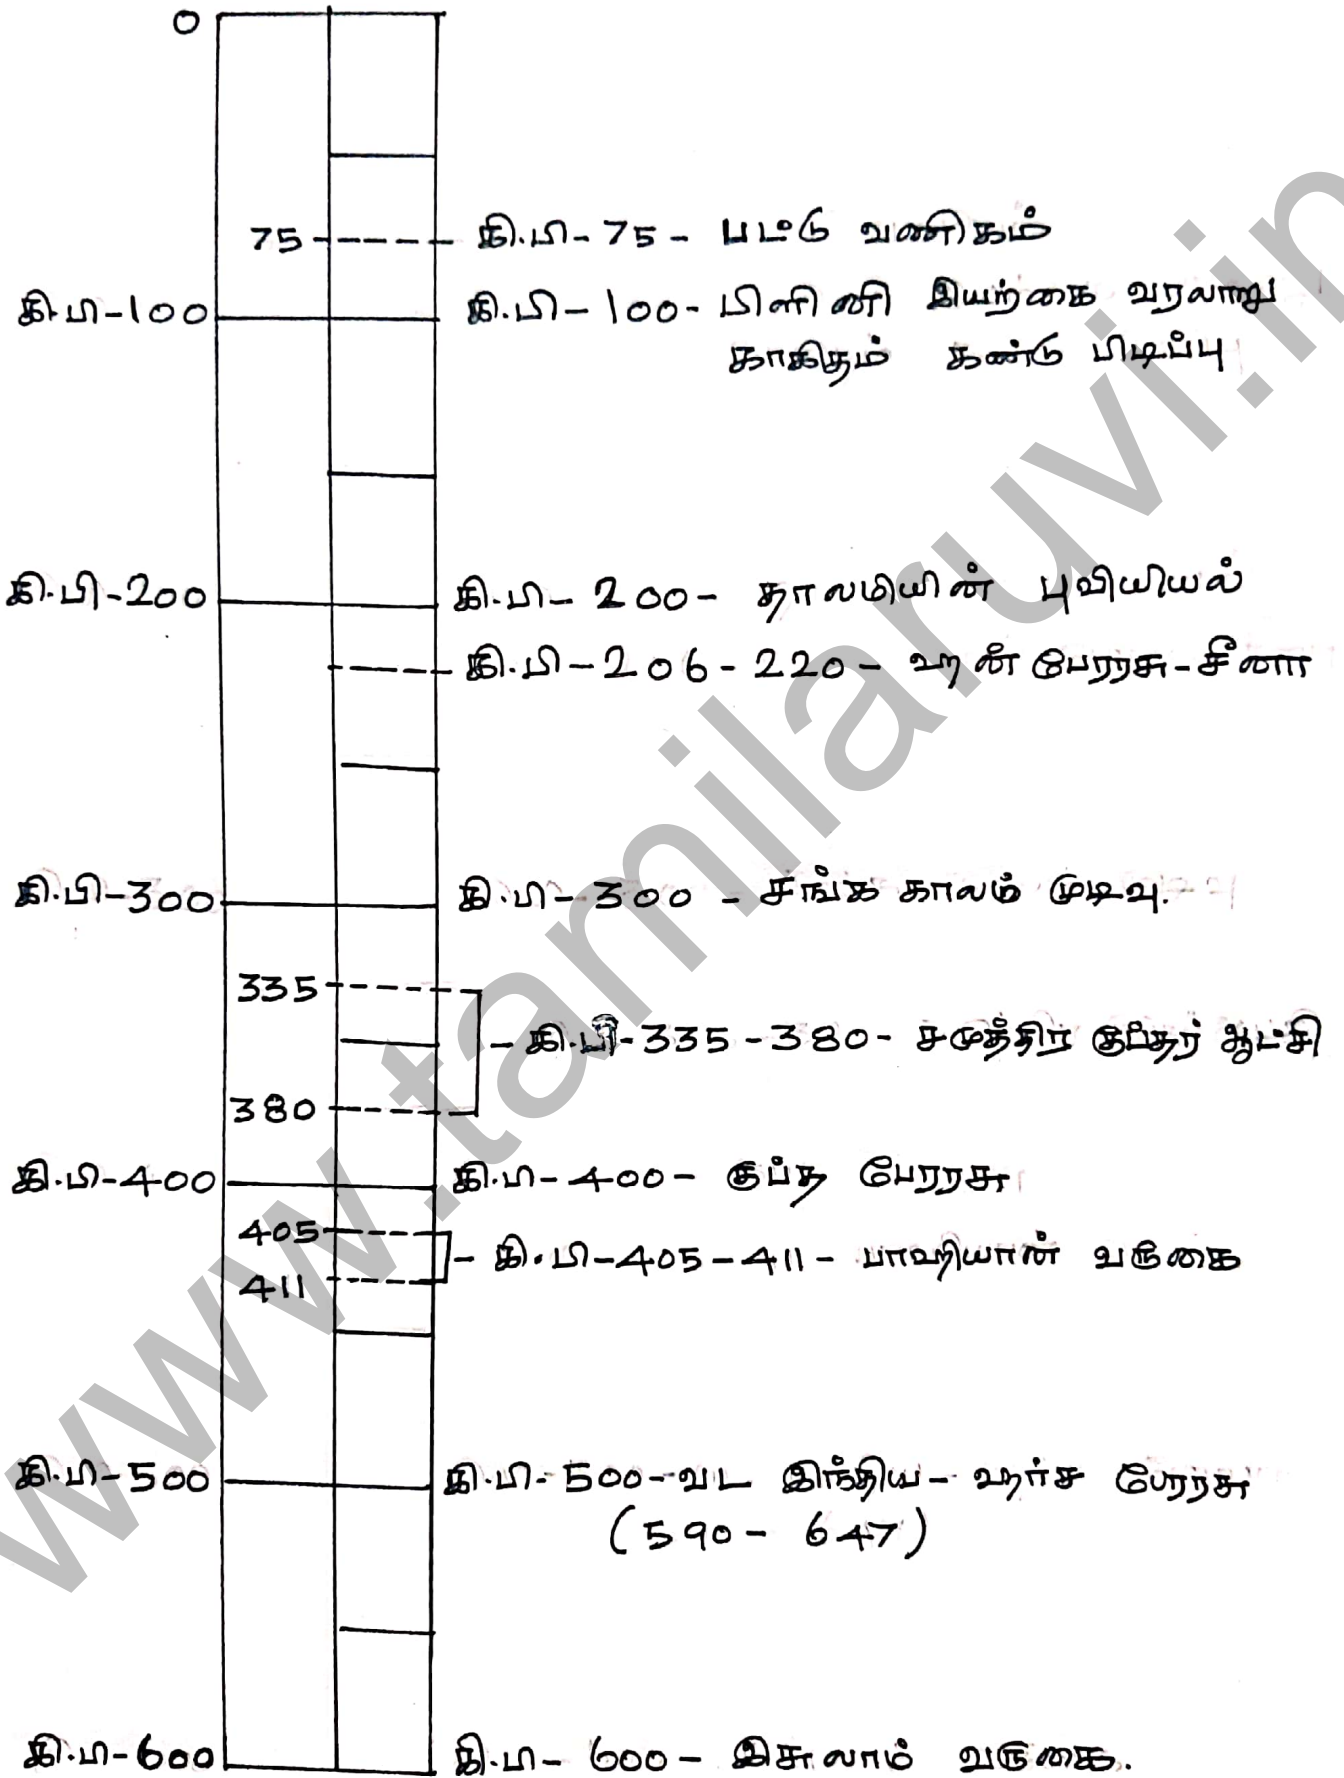 0
75 கி.பி - 75 - பட்டு வணிகம்
கி.பி-100 கி.பி - 100 - பிளினி இயற்கை வரலாறு
காகிதம் கண்டு பிடிப்பு
கி.பி-200 கி.பி - 200 - தாலமியின் புவியியல்
கி.பி - 206 - 220 - ஹன் பேரரசு - சீனா
கி.பி-300 கி.பி - 300 - சங்க காலம் முடிவு.
335
- கி.பி - 335 - 380 - சமுத்திர குப்தர் ஆட்சி
380
கி.பி-400 கி.பி - 400 - குப்த பேரரசு
405
- கி.பி - 405 - 411 - பாஹியான் வருகை
411
கி.பி-500 கி.பி - 500 - வட இந்திய - ஹர்ச பேரரசு
(590 - 647)
கி.பி-600 கி.பி - 600 - இசுலாம் வருகை.
www.tamilaruvi.in